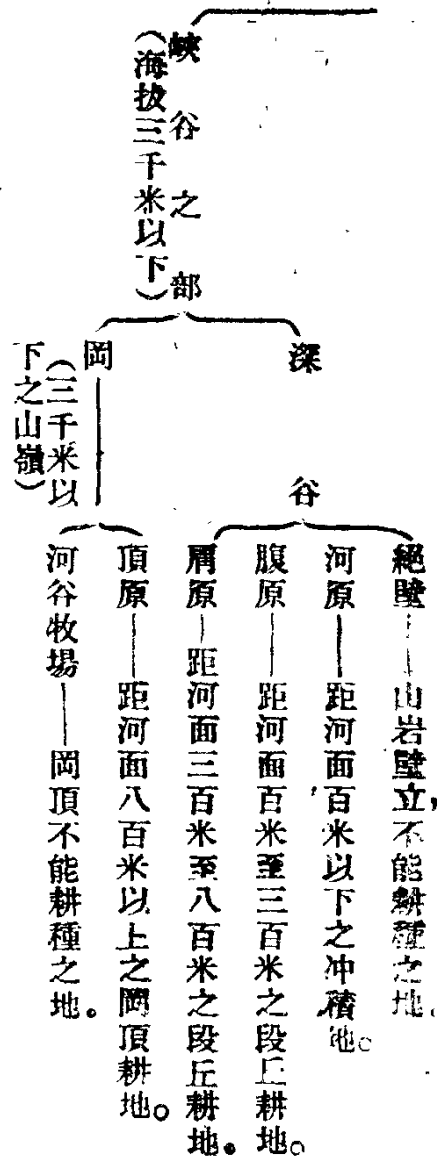 峽谷之部
（海拔三千米以下）
深谷
絕壁——山岩壁立，不能耕種之地。
河原——距河面百米以下之冲積地。
腹原——距河面百米至三百米之段丘耕地。
肩原——距河面三百米至八百米之段丘耕地。
岡
（三千米以
下之山嶺）
頂原——距河面八百米以上之岡頂耕地。
河谷牧場——岡頂不能耕種之地。